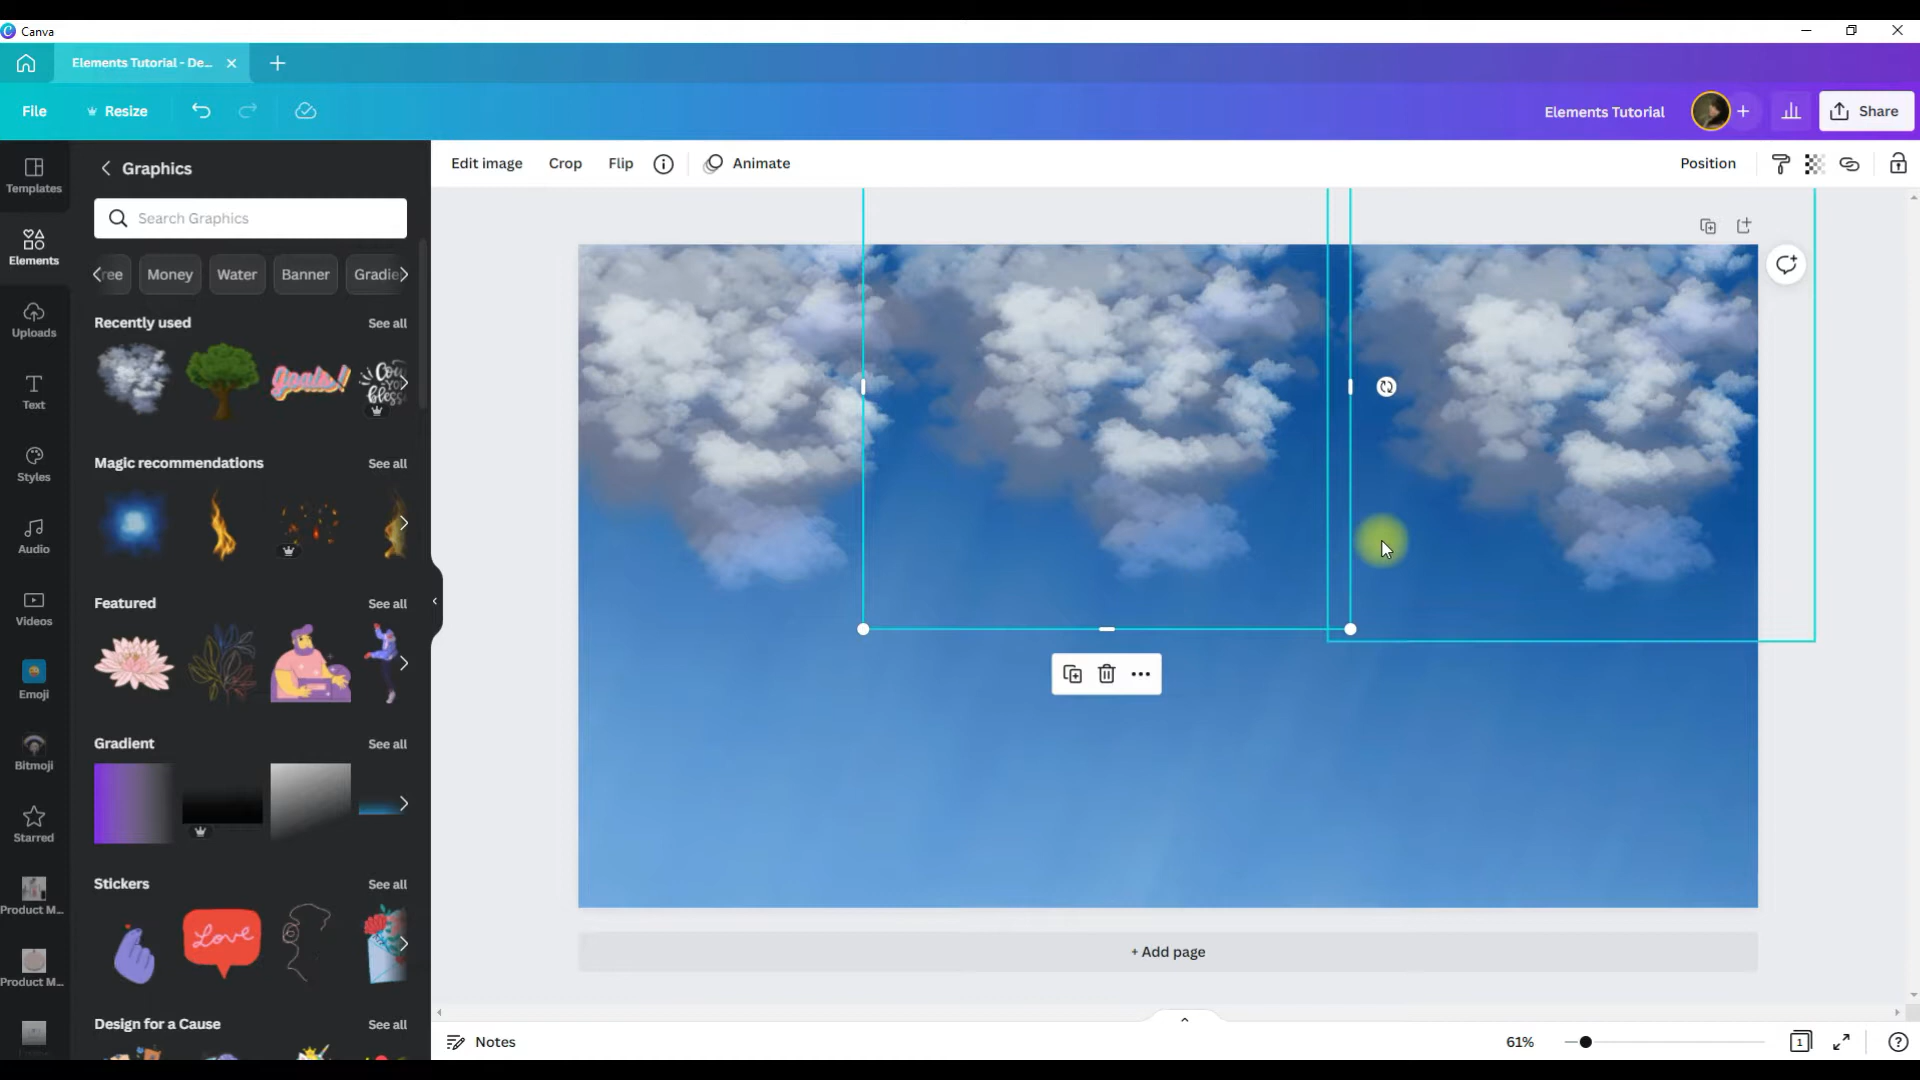 Canva
Elements Tutorial - De...
File
Resize
Elements Tutorial
Share
Templates
Elements
Uploads
Text
Styles
Audio
Videos
Emoji
Bitmoji
Starred
Product M...
Product M...
Graphics
Search Graphics
ree
Money
Water
Banner
Gradie
Recently used
See all
Goals!
Magic recommendations
See all
Featured
See all
Gradient
See all
Stickers
See all
Love
Design for a Cause
See all
Edit image
Crop
Flip
Animate
Position
+ Add page
Notes
61%
1